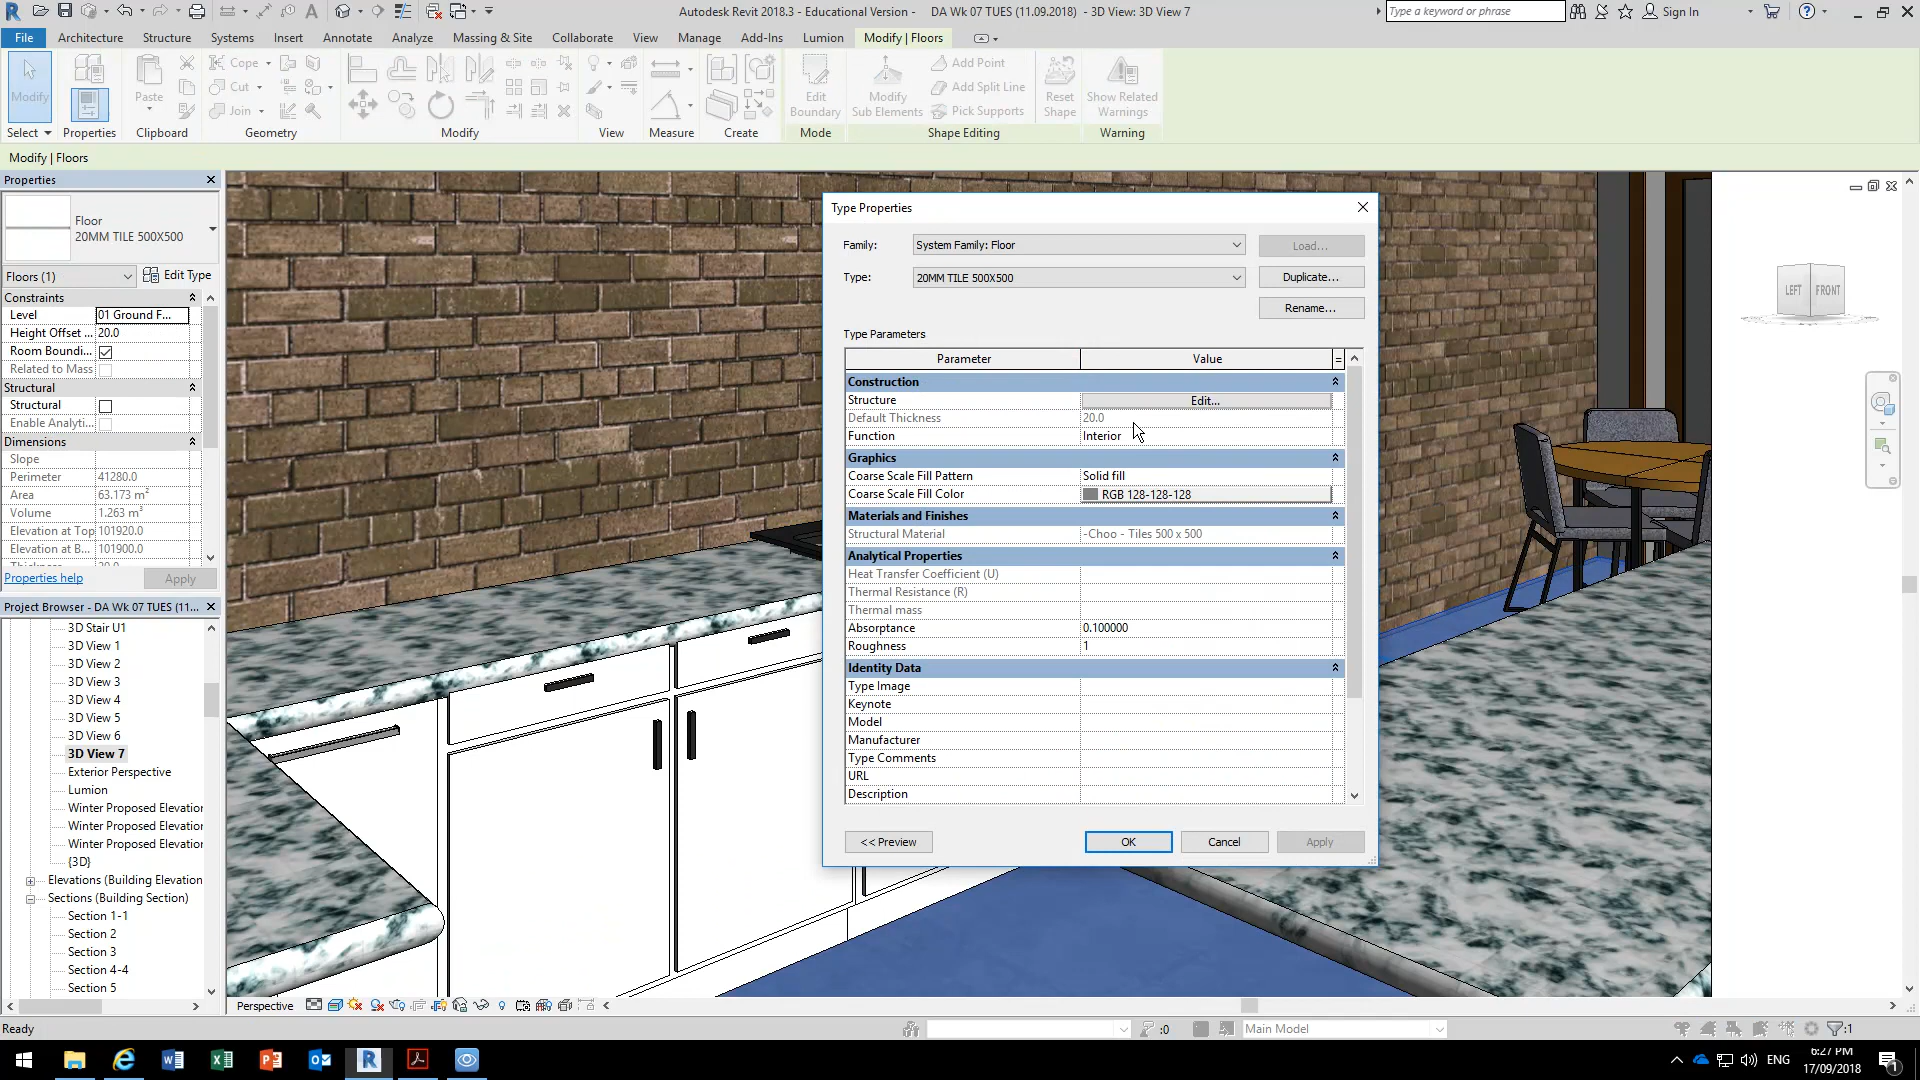 Autodesk Revit 2018.3 - Educational Version - DA Wk 07 TUES (11.09.2018) - 3D View: 3D View 7
Type a keyword or phrase
Sign In
File Architecture Structure Systems Insert Annotate Analyze Massing & Site Collaborate View Manage Add-Ins Lumion Modify | Floors
Modify
Paste
Cope
Cut
Join
Edit
Boundary
Modify
Sub Elements
Add Point
Add Split Line
Pick Supports
Reset
Shape
Show Related
Warnings
Select Properties Clipboard Geometry Modify View Measure Create Mode Shape Editing Warning
Modify | Floors
Properties
Floor
20MM TILE 500X500
Floors (1)
Edit Type
Constraints
Level 01 Ground F...
Height Offset ... 20.0
Room Boundi...
Related to Mass
Structural
Structural
Enable Analyti...
Dimensions
Slope
Perimeter 41280.0
Area 63.173 m²
Volume 1.263 m³
Elevation at Top 101920.0
Elevation at B... 101900.0
Properties help
Apply
Project Browser - DA Wk 07 TUES (11...
3D Stair U1
3D View 1
3D View 2
3D View 3
3D View 4
3D View 5
3D View 6
3D View 7
Exterior Perspective
Lumion
Winter Proposed Elevation
Winter Proposed Elevation
Winter Proposed Elevation
{3D}
Elevations (Building Elevation
Sections (Building Section)
Section 1-1
Section 2
Section 3
Section 4-4
Section 5
Type Properties
Family: System Family: Floor Load...
Type: 20MM TILE 500X500 Duplicate...
Rename...
Type Parameters
Parameter Value =
Construction
Structure Edit...
Default Thickness 20.0
Function Interior
Graphics
Coarse Scale Fill Pattern Solid fill
Coarse Scale Fill Color RGB 128-128-128
Materials and Finishes
Structural Material -Choo - Tiles 500 x 500
Analytical Properties
Heat Transfer Coefficient (U)
Thermal Resistance (R)
Thermal mass
Absorptance 0.100000
Roughness 1
Identity Data
Type Image
Keynote
Model
Manufacturer
Type Comments
URL
Description
<< Preview OK Cancel Apply
LEFT FRONT
Perspective
Ready
:0
Main Model
:1
ENG
6:27 PM
17/09/2018
1